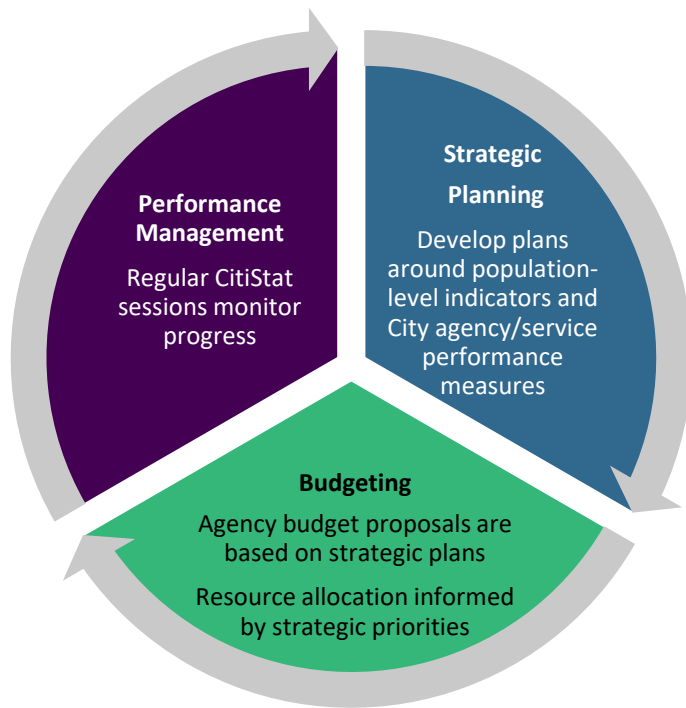 Strategic
Planning
Develop plans
around population-
level indicators and
City agency/service
performance
measures
Performance
Management
Regular CitiStat
sessions monitor
progress
Budgeting
Agency budget proposals are
based on strategic plans
Resource allocation informed
by strategic priorities